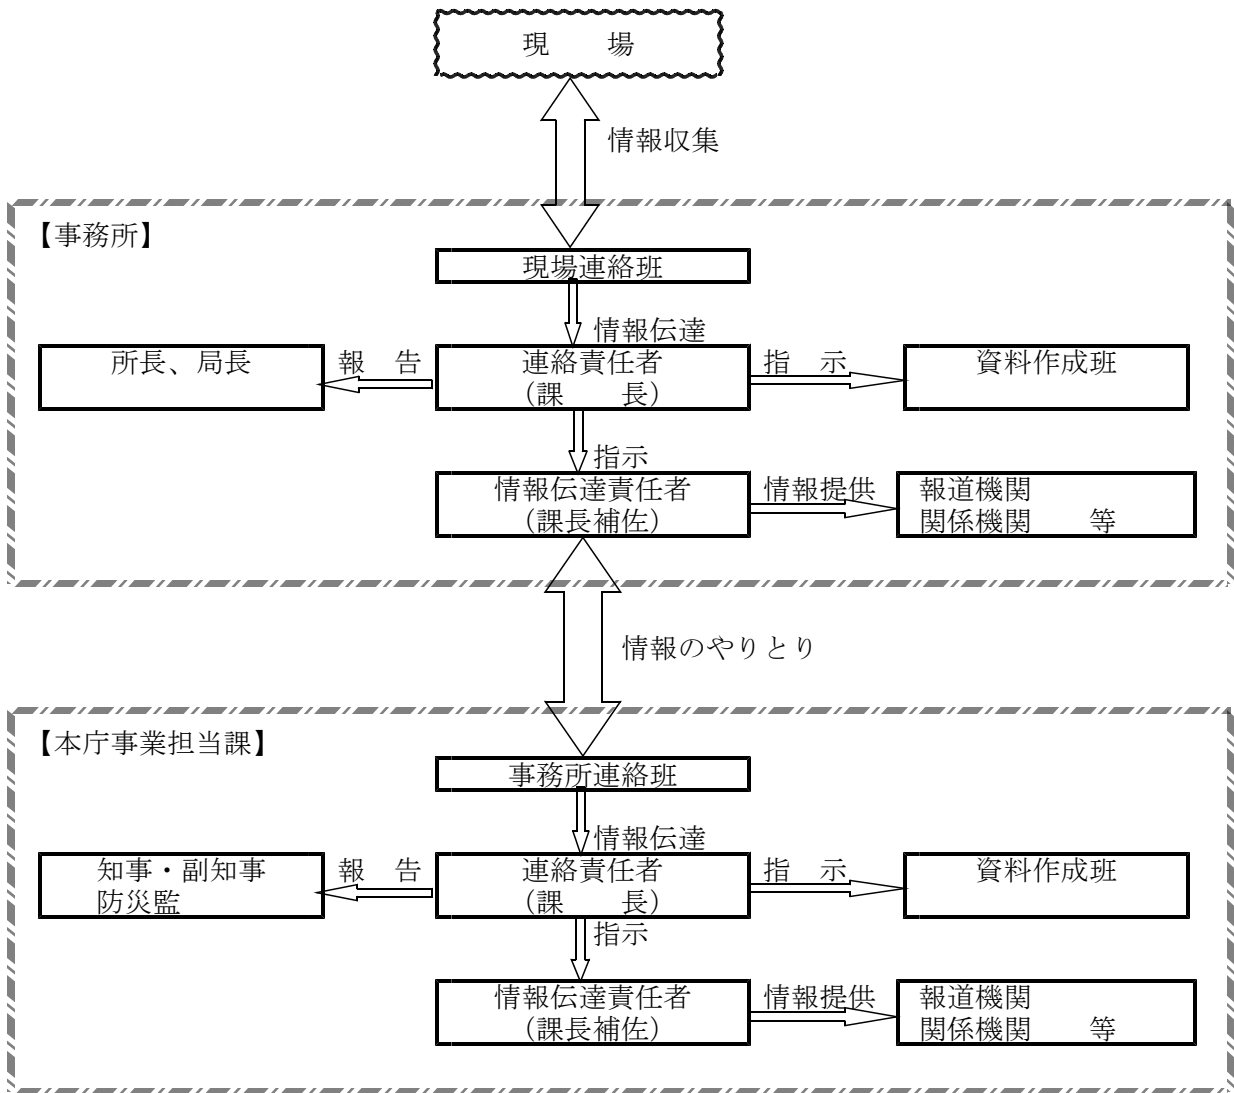 現　　場
情報収集
【事務所】
現場連絡班
情報伝達
所長、局長
報　告
連絡責任者
（課　　長）
指　示
資料作成班
指示
情報伝達責任者
（課長補佐）
情報提供
報道機関
関係機関　　等
情報のやりとり
【本庁事業担当課】
事務所連絡班
情報伝達
知事・副知事
防災監
報　告
連絡責任者
（課　　長）
指　示
資料作成班
指示
情報伝達責任者
（課長補佐）
情報提供
報道機関
関係機関　　等